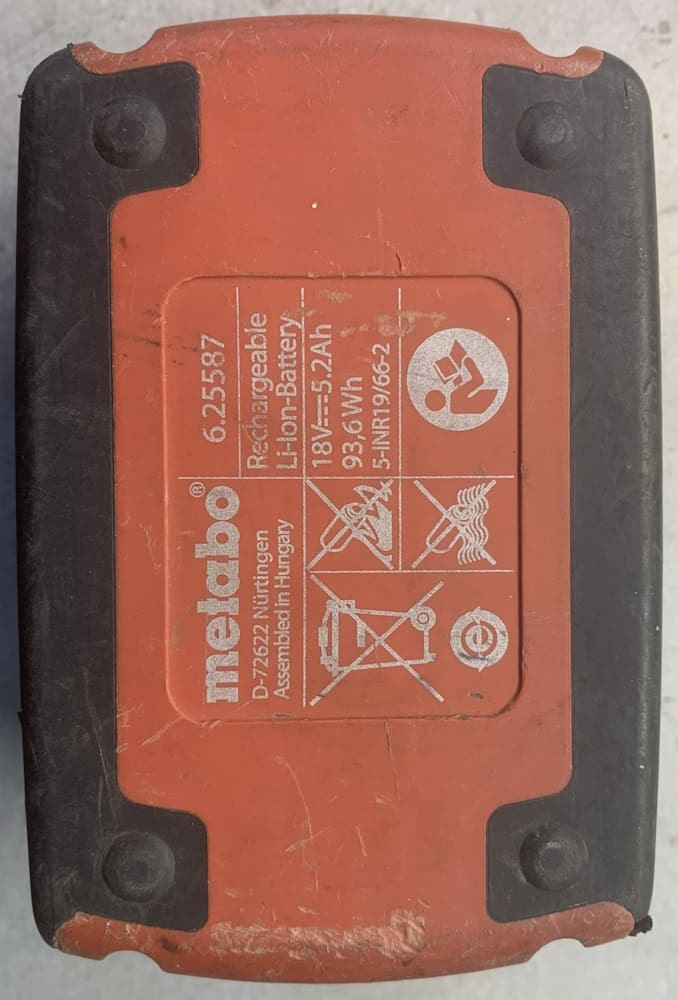 metabo®
D-72622 Nürtingen
Assembled in Hungary
6.25587
Rechargeable
Li-Ion-Battery
18V⎓5.2Ah
93,6 Wh
5-INR19/66-2
e